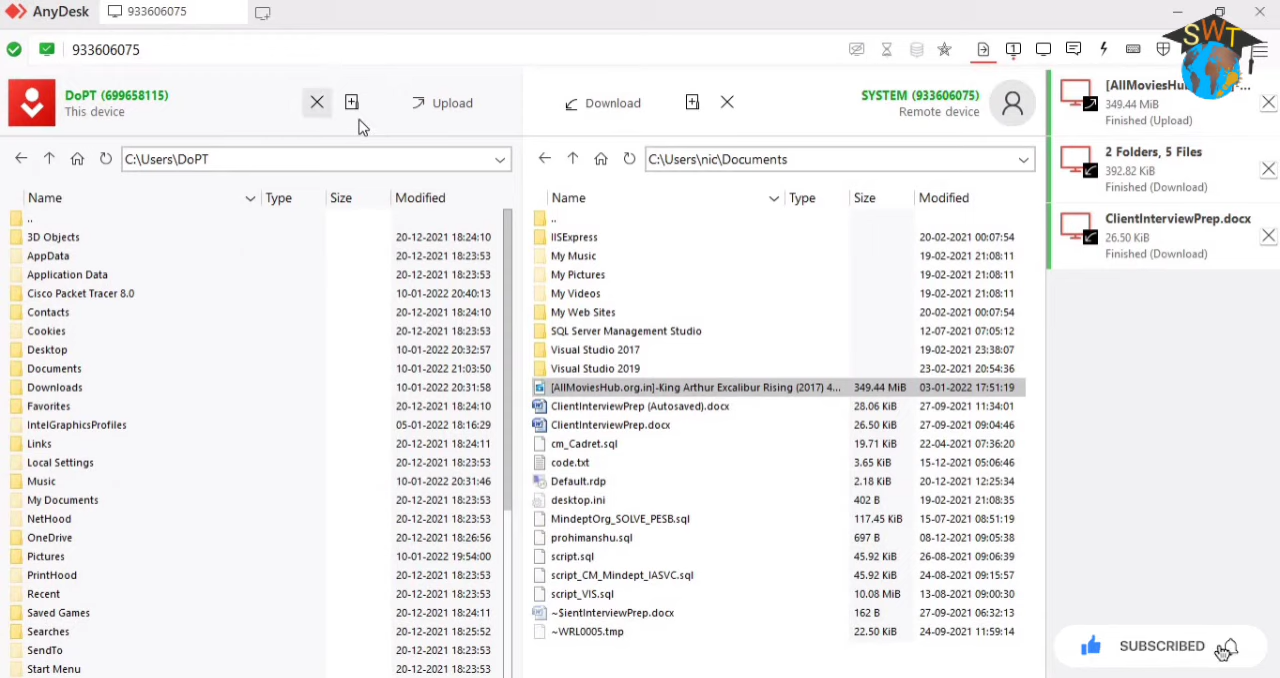 AnyDesk 933606075
933606075
DoPT (699658115)
This device
Upload
Download
SYSTEM (933606075)
Remote device
C:\Users\DoPT
C:\Users\nic\Documents
Name Type Size Modified
..
3D Objects 20-12-2021 18:24:10
AppData 20-12-2021 18:23:53
Application Data 20-12-2021 18:23:53
Cisco Packet Tracer 8.0 10-01-2022 20:40:13
Contacts 20-12-2021 18:24:10
Cookies 20-12-2021 18:23:53
Desktop 10-01-2022 20:32:57
Documents 10-01-2022 21:03:50
Downloads 10-01-2022 20:31:58
Favorites 20-12-2021 18:24:10
IntelGraphicsProfiles 05-01-2022 18:16:29
Links 20-12-2021 18:24:11
Local Settings 20-12-2021 18:23:53
Music 10-01-2022 20:31:46
My Documents 20-12-2021 18:23:53
NetHood 20-12-2021 18:23:53
OneDrive 20-12-2021 18:26:56
Pictures 10-01-2022 19:54:00
PrintHood 20-12-2021 18:23:53
Recent 20-12-2021 18:23:53
Saved Games 20-12-2021 18:24:11
Searches 20-12-2021 18:25:52
SendTo 20-12-2021 18:23:53
Start Menu 20-12-2021 18:23:53
Name Type Size Modified
..
IISExpress 20-02-2021 00:07:54
My Music 19-02-2021 21:08:11
My Pictures 19-02-2021 21:08:11
My Videos 19-02-2021 21:08:11
My Web Sites 20-02-2021 00:07:54
SQL Server Management Studio 12-07-2021 07:05:12
Visual Studio 2017 19-02-2021 23:38:07
Visual Studio 2019 23-02-2021 20:54:36
[AllMoviesHub.org.in]-King Arthur Excalibur Rising (2017) 4... 349.44 MiB 03-01-2022 17:51:19
ClientInterviewPrep (Autosaved).docx 28.06 KiB 27-09-2021 11:34:01
ClientInterviewPrep.docx 26.50 KiB 27-09-2021 09:04:46
cm_Cadret.sql 19.71 KiB 22-04-2021 07:36:20
code.txt 3.65 KiB 15-12-2021 05:06:46
Default.rdp 2.18 KiB 20-12-2021 12:25:34
desktop.ini 402 B 19-02-2021 21:08:35
MindeptOrg_SOLVE_PESB.sql 117.45 KiB 15-07-2021 08:51:19
prohimanshu.sql 697 B 08-12-2021 09:05:38
script.sql 45.92 KiB 26-08-2021 09:06:39
script_CM_Mindept_IASVC.sql 45.92 KiB 24-08-2021 09:15:57
script_VIS.sql 10.08 MiB 13-08-2021 09:00:30
~$ientInterviewPrep.docx 162 B 27-09-2021 06:32:13
~WRL0005.tmp 22.50 KiB 24-09-2021 11:59:14
SWT
349.44 MiB
Finished (Upload)
2 Folders, 5 Files
392.82 KiB
Finished (Download)
ClientInterviewPrep.docx
26.50 KiB
Finished (Download)
SUBSCRIBED